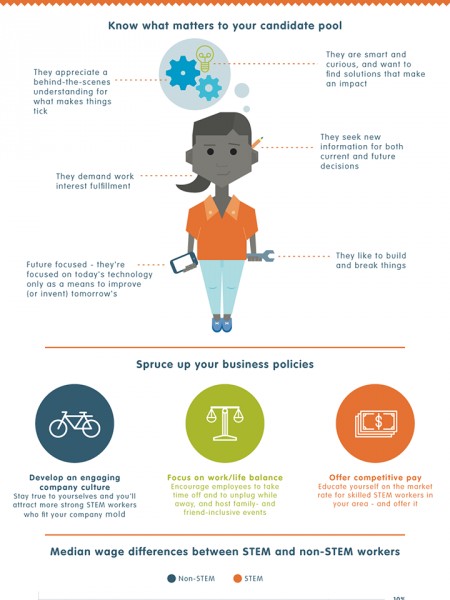 Know what matters to your candidate pool
They appreciate a
behind-the-scenes
understanding for
what makes things
tick
They are smart and
curious, and want to
find solutions that make
an impact
They seek new
information for both
current and future
decisions
They demand work
interest fulfillment
Future focused - they're
focused on today's technology
only as a means to improve
(or invent) tomorrow's
They like to build
and break things
Spruce up your business policies
Develop an engaging
company culture
Stay true to yourselves and you'll
attract more strong STEM workers
who fit your company mold
Focus on work/life balance
Encourage employees to take
time off and to unplug while
away, and host family- and
friend-inclusive events
Offer competitive pay
Educate yourself on the market
rate for skilled STEM workers in
your area - and offer it
Median wage differences between STEM and non-STEM workers
Non-STEM
STEM